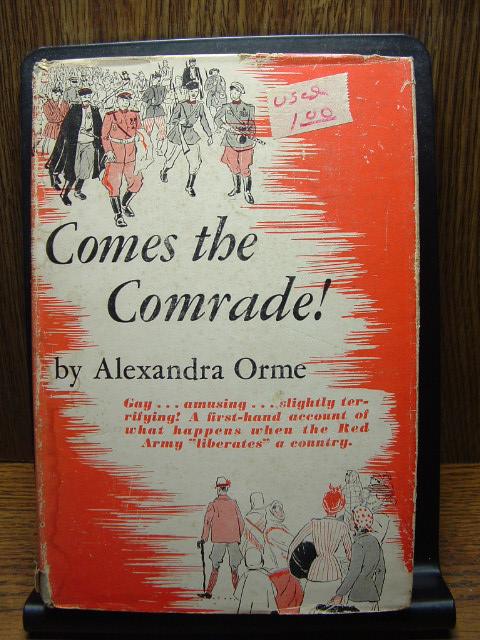 used
1.00
Comes the
Comrade!
by Alexandra Orme
Gay . . . amusing . . . slightly ter-
rifying! A first-hand account of
what happens when the Red
Army "liberates" a country.